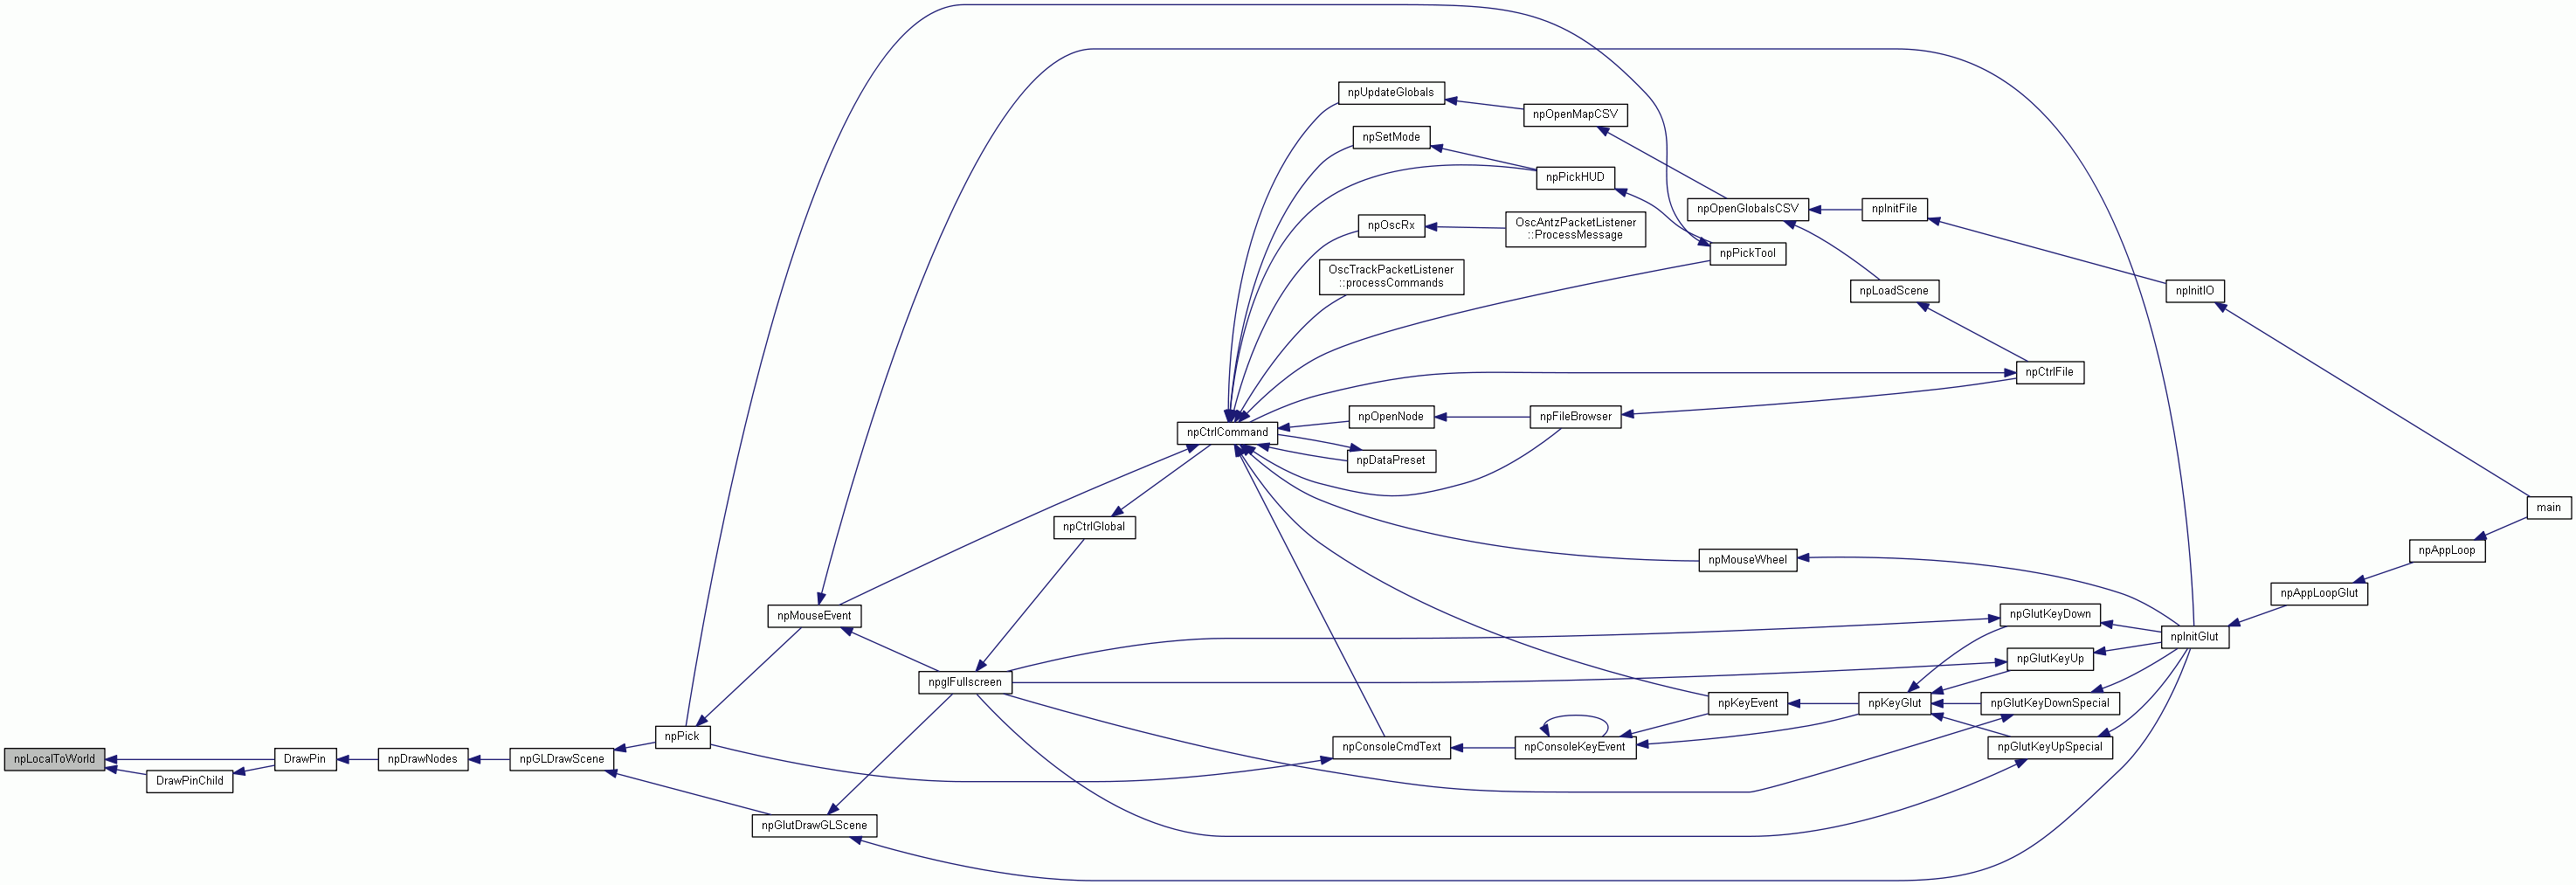 npUpdateGlobals
npOpenMapCSV
npSetMode
npPickHUD
npOpenGlobalsCSV
npInitFile
npOscRx
OscAntzPacketListener
::ProcessMessage
npPickTool
OscTrackPacketListener
::processCommands
npLoadScene
npInitIO
npCtrlFile
npOpenNode
npFileBrowser
npCtrlCommand
npDataPreset
main
npCtrlGlobal
npAppLoop
npMouseWheel
npAppLoopGlut
npMouseEvent
npGlutKeyDown
npInitGlut
npGlutKeyUp
npglFullscreen
npKeyEvent
npKeyGlut
npGlutKeyDownSpecial
npPick
npConsoleCmdText
npConsoleKeyEvent
npGlutKeyUpSpecial
npLocalToWorld
DrawPin
npDrawNodes
npGLDrawScene
DrawPinChild
npGlutDrawGLScene